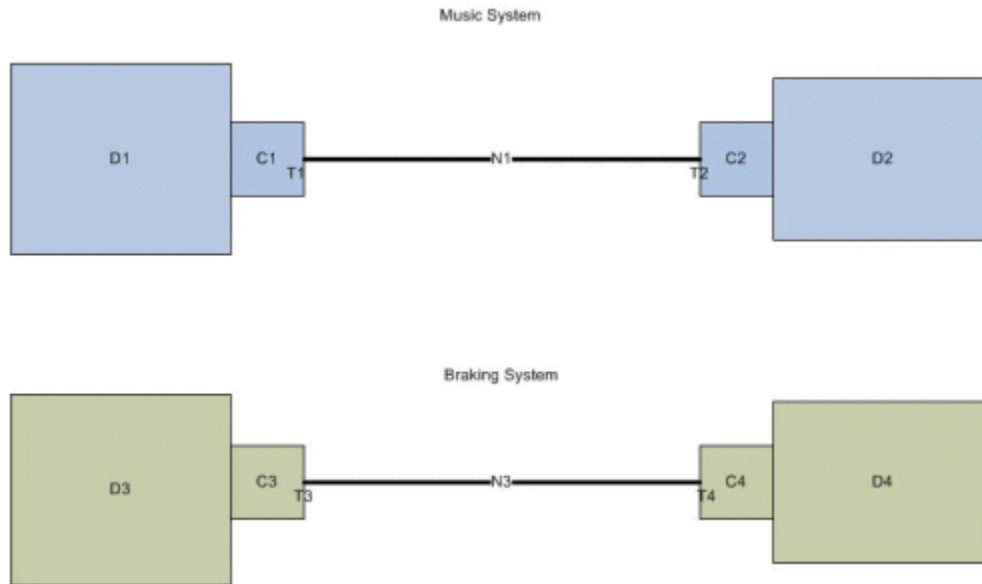 Music System
D1
C1
T1
N1
T2
C2
D2
Braking System
D3
C3
T3
N3
T4
C4
D4